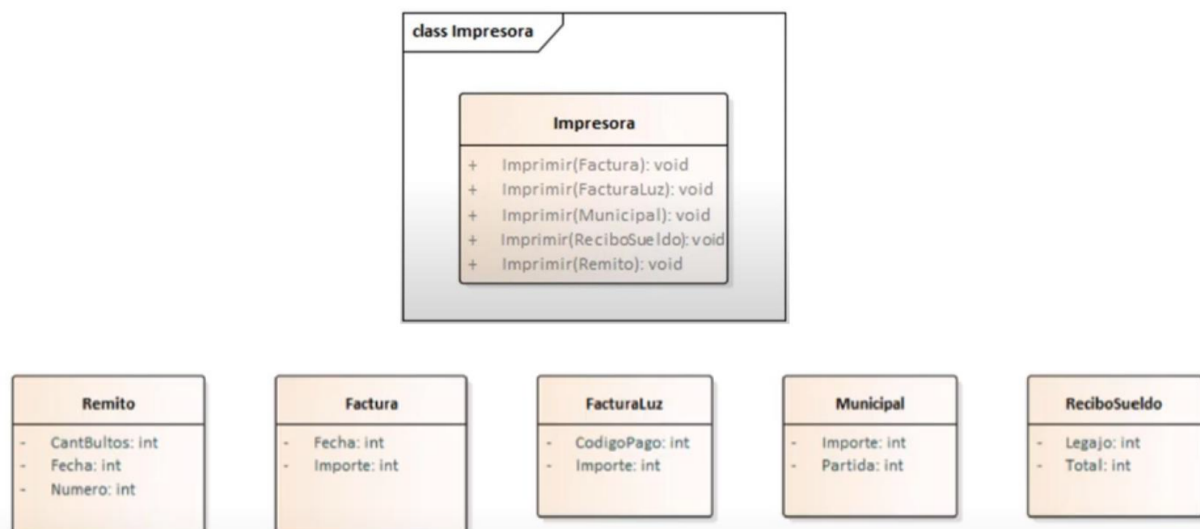 class Impresora
Impresora
+ Imprimir(Factura): void
+ Imprimir(FacturaLuz): void
+ Imprimir(Municipal): void
+ Imprimir(ReciboSueldo): void
+ Imprimir(Remito): void
Remito
- CantBultos: int
- Fecha: int
- Numero: int
Factura
- Fecha: int
- Importe: int
FacturaLuz
- CodigoPago: int
- Importe: int
Municipal
- Importe: int
- Partida: int
ReciboSueldo
- Legajo: int
- Total: int